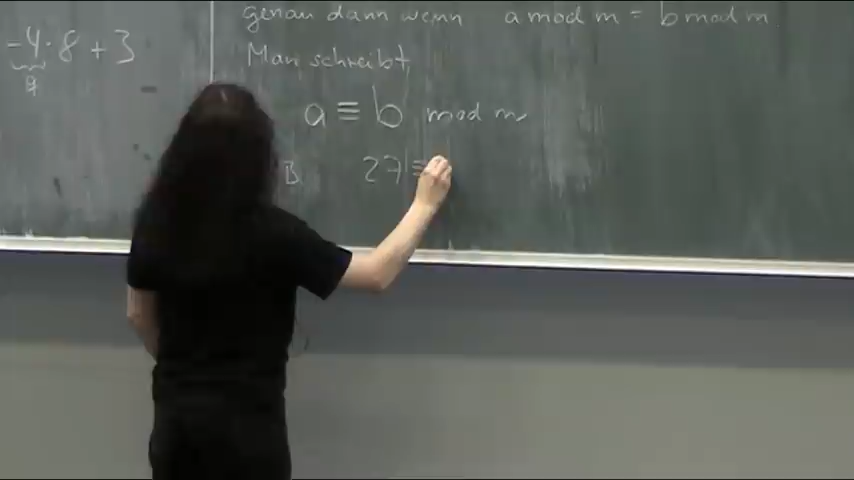 -4·8+3
q
genau dann wenn a mod m = b mod m
Man schreibt
a ≡ b mod m
B. 27 ≡